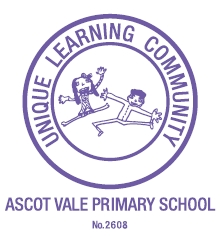 UNIQUE LEARNING COMMUNITY
ASCOT VALE PRIMARY SCHOOL
No.2608